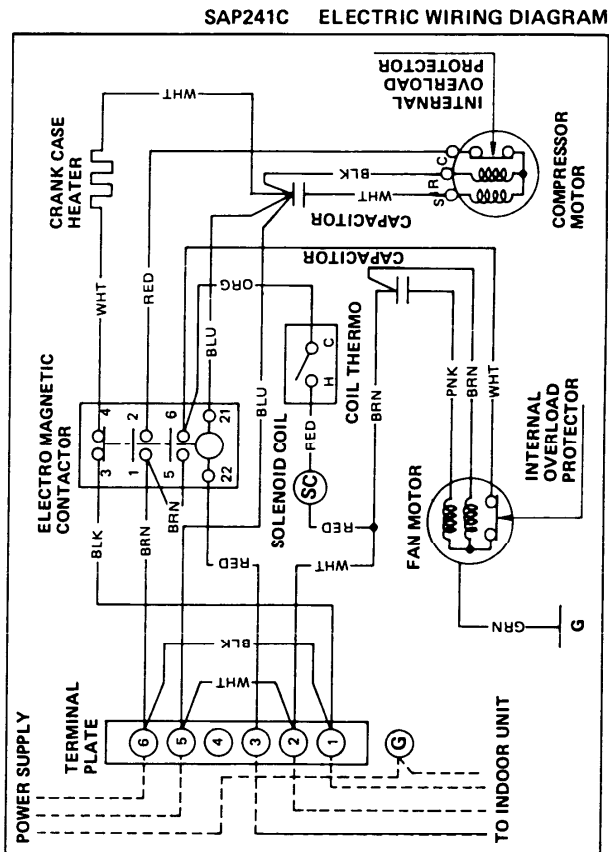 SAP241C ELECTRIC WIRING DIAGRAM
INTERNAL
OVERLOAD
PROTECTOR
WHT
CRANK CASE
HEATER
C
R
S
BLK
WHT
COMPRESSOR
MOTOR
CAPACITOR
CAPACITOR
WHT
RED
BLU
ORG
BLU
C
H
COIL THERMO
BRN
PNK
BRN
WHT
ELECTRO MAGNETIC
CONTACTOR
4
2
6
21
3
1
5
22
RED
SOLENOID COIL
SC
RED
FAN MOTOR
INTERNAL
OVERLOAD
PROTECTOR
BLK
BRN
BRN
RED
WHT
GRN
G
BLK
WHT
TERMINAL
PLATE
6
5
4
3
2
1
G
POWER SUPPLY
TO INDOOR UNIT